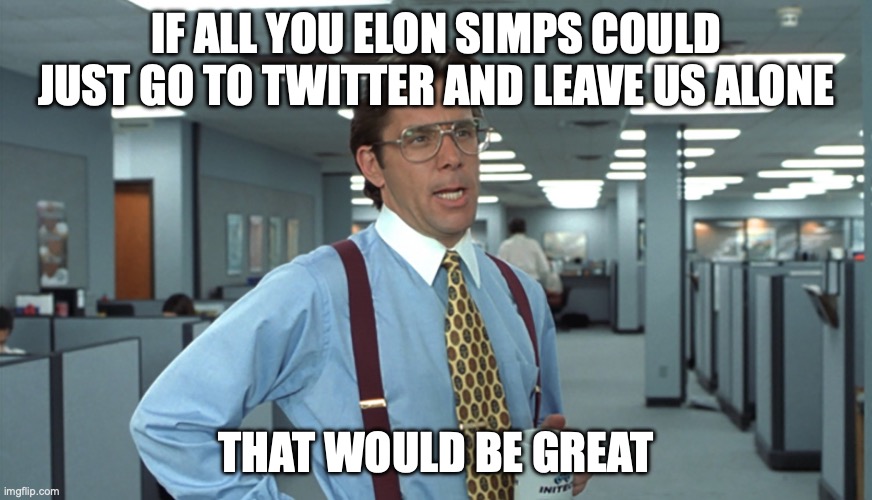 IF ALL YOU ELON SIMPS COULD
JUST GO TO TWITTER AND LEAVE US ALONE
THAT WOULD BE GREAT
INITE
imgflip.com